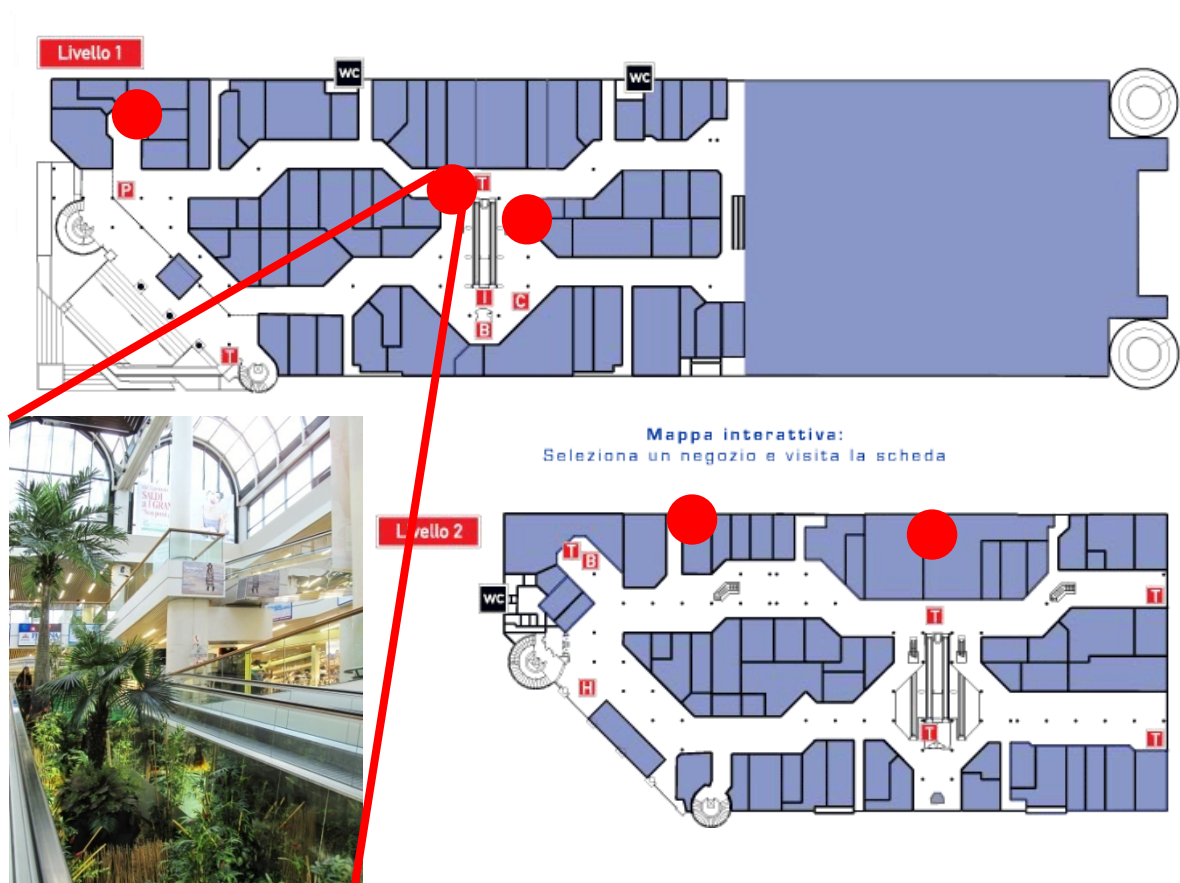 Livello 1
WC
WC
P
T
I
C
B
T
Mappa interattiva:
Seleziona un negozio e visita la scheda
SALDI
Livello 2
T
B
WC
T
T
H
T
T